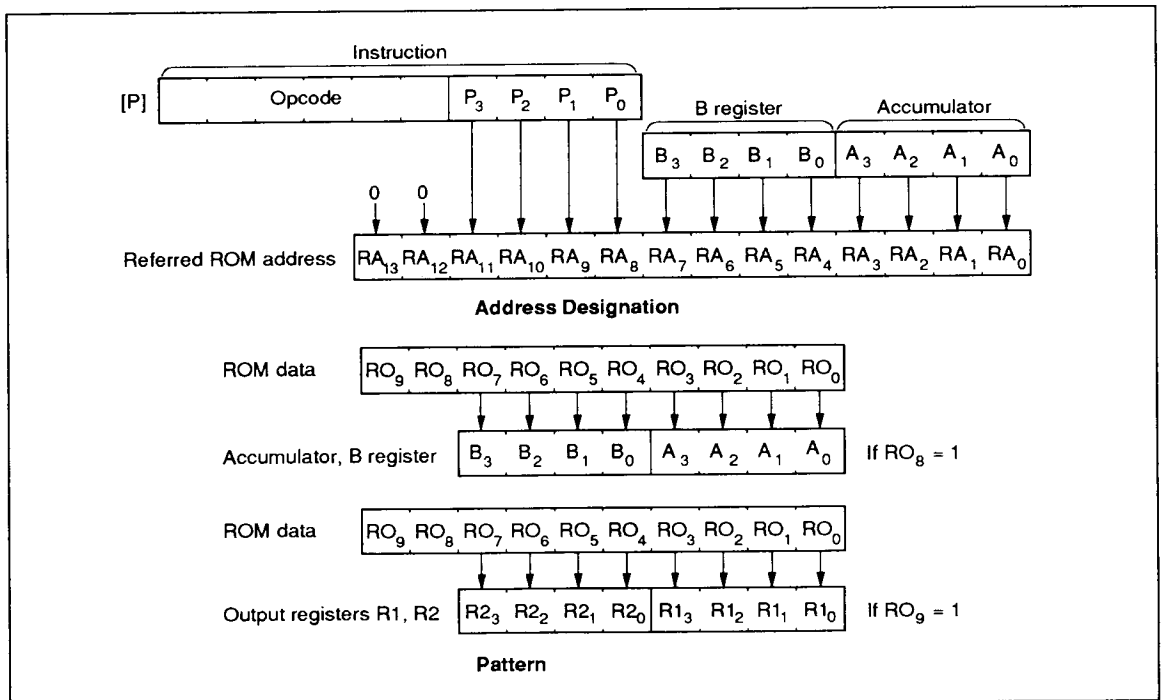 Instruction
[P] Opcode P3 P2 P1 P0
B register Accumulator
B3 B2 B1 B0 A3 A2 A1 A0
0 0
Referred ROM address RA13 RA12 RA11 RA10 RA9 RA8 RA7 RA6 RA5 RA4 RA3 RA2 RA1 RA0
Address Designation
ROM data RO9 RO8 RO7 RO6 RO5 RO4 RO3 RO2 RO1 RO0
Accumulator, B register B3 B2 B1 B0 A3 A2 A1 A0 If RO8 = 1
ROM data RO9 RO8 RO7 RO6 RO5 RO4 RO3 RO2 RO1 RO0
Output registers R1, R2 R23 R22 R21 R20 R13 R12 R11 R10 If RO9 = 1
Pattern